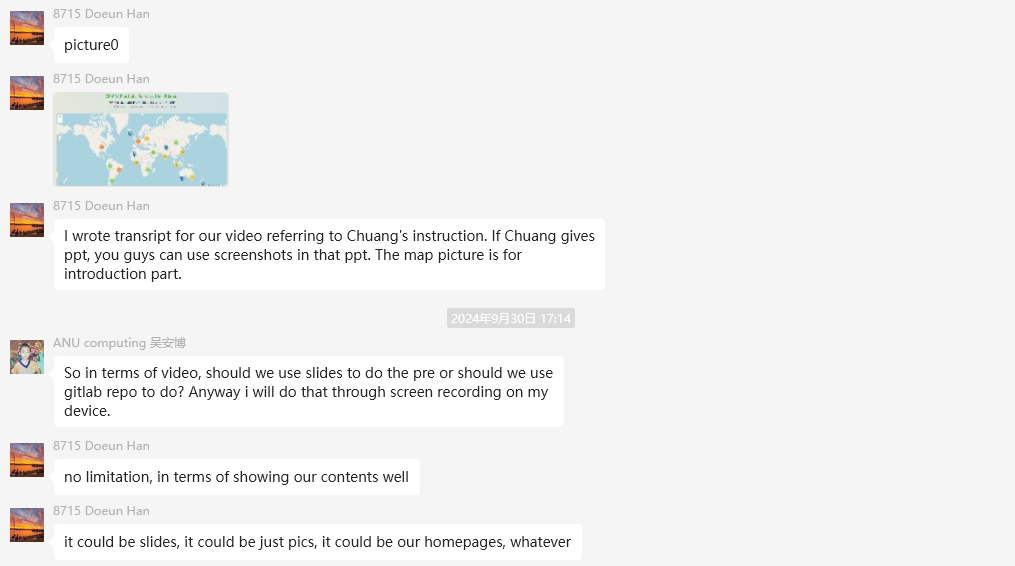 8715 Doeun Han
picture0
8715 Doeun Han
8715 Doeun Han
I wrote transript for our video referring to Chuang's instruction. If Chuang gives
ppt, you guys can use screenshots in that ppt. The map picture is for
introduction part.
2024年9月30日 17:14
ANU computing 吴安博
So in terms of video, should we use slides to do the pre or should we use
gitlab repo to do? Anyway i will do that through screen recording on my
device.
8715 Doeun Han
no limitation, in terms of showing our contents well
8715 Doeun Han
it could be slides, it could be just pics, it could be our homepages, whatever